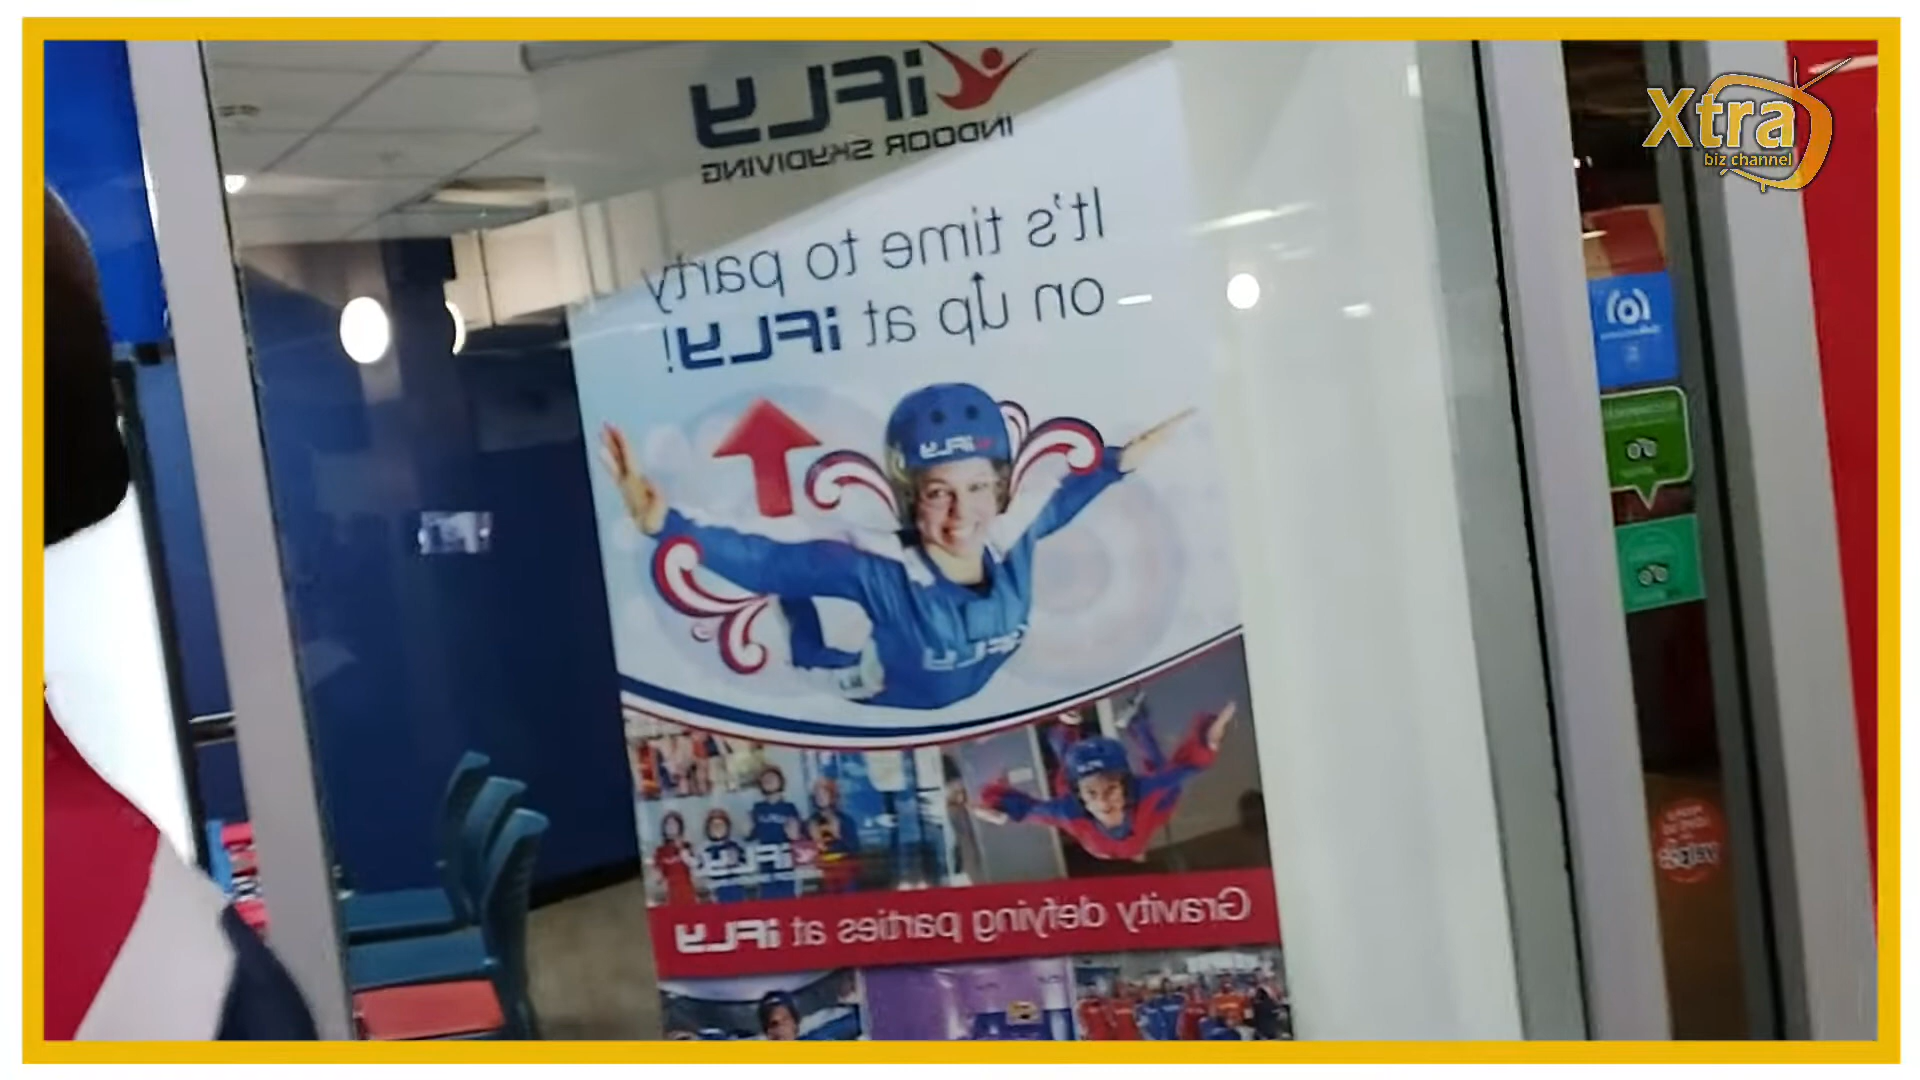 iFLY
INDOOR SKYDIVING
It's time to party
on up at iFLY!
iFLY
iFLY
iFLY
Gravity defying parties at iFLY
Xtra
biz channel